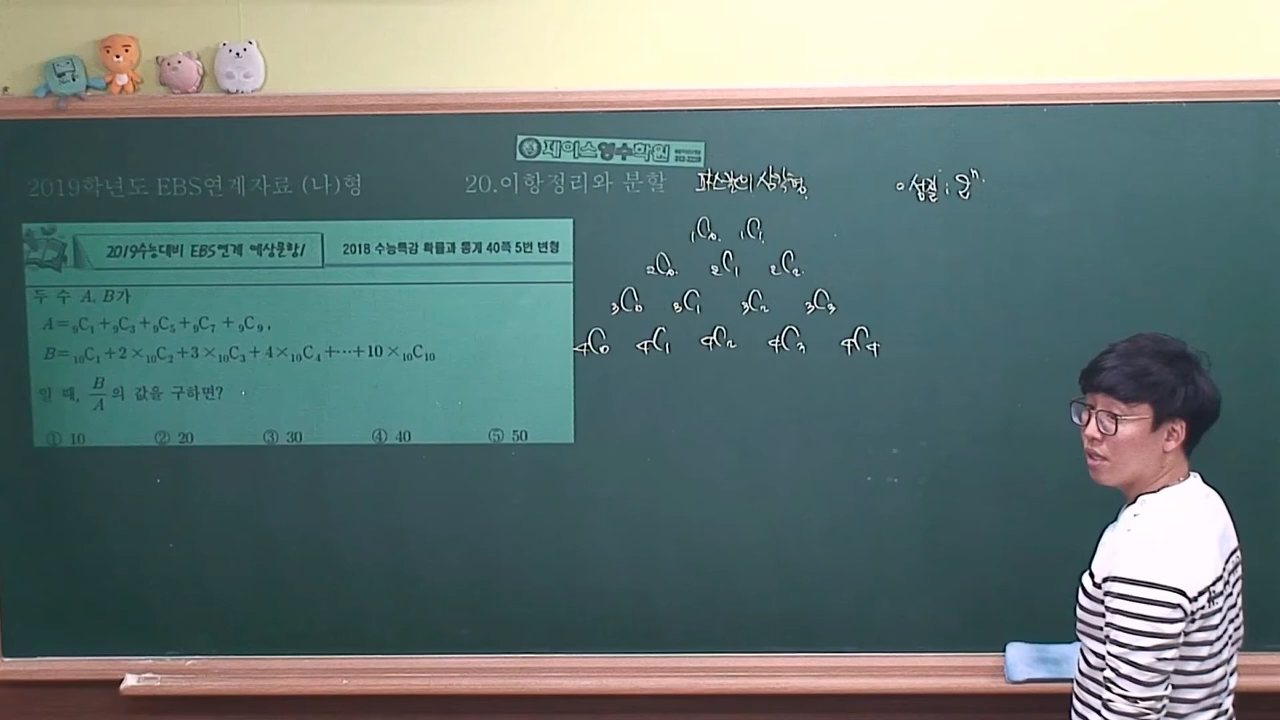 제이스영수학원
2019학년도 EBS연계자료 (나)형
20.이항정리와 분할
파스칼의 삼각형
성질 : 2ⁿ.
2019수능대비 EBS연계 예상문항1
2018 수능특강 확률과 통계 40쪽 5번 변형
두 수 A, B가
A=₉C₁+₉C₃+₉C₅+₉C₇+₉C₉,
B=₁₀C₁+2×₁₀C₂+3×₁₀C₃+4×₁₀C₄+⋯+10×₁₀C₁₀
일 때, B/A의 값을 구하면?
① 10 ② 20 ③ 30 ④ 40 ⑤ 50
₁C₀ ₁C₁
₂C₀ ₂C₁ ₂C₂
₃C₀ ₃C₁ ₃C₂ ₃C₃
₄C₀ ₄C₁ ₄C₂ ₄C₃ ₄C₄